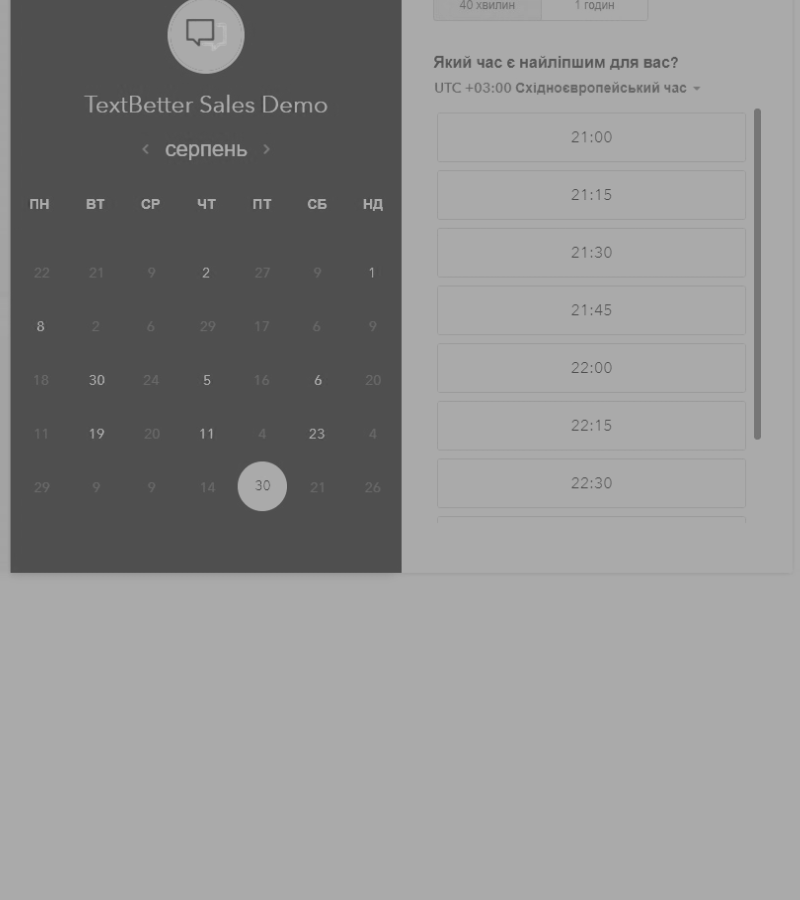 TextBetter Sales Demo
серпень
ПН ВТ СР ЧТ ПТ СБ НД
22 21 9 2 27 9 1
8 2 6 29 17 6 9
18 30 24 5 16 6 20
11 19 20 11 4 23 4
29 9 9 14 30 21 26
40 хвилин 1 годин
Який час є найліпшим для вас?
UTC +03:00 Східноєвропейський час
21:00
21:15
21:30
21:45
22:00
22:15
22:30